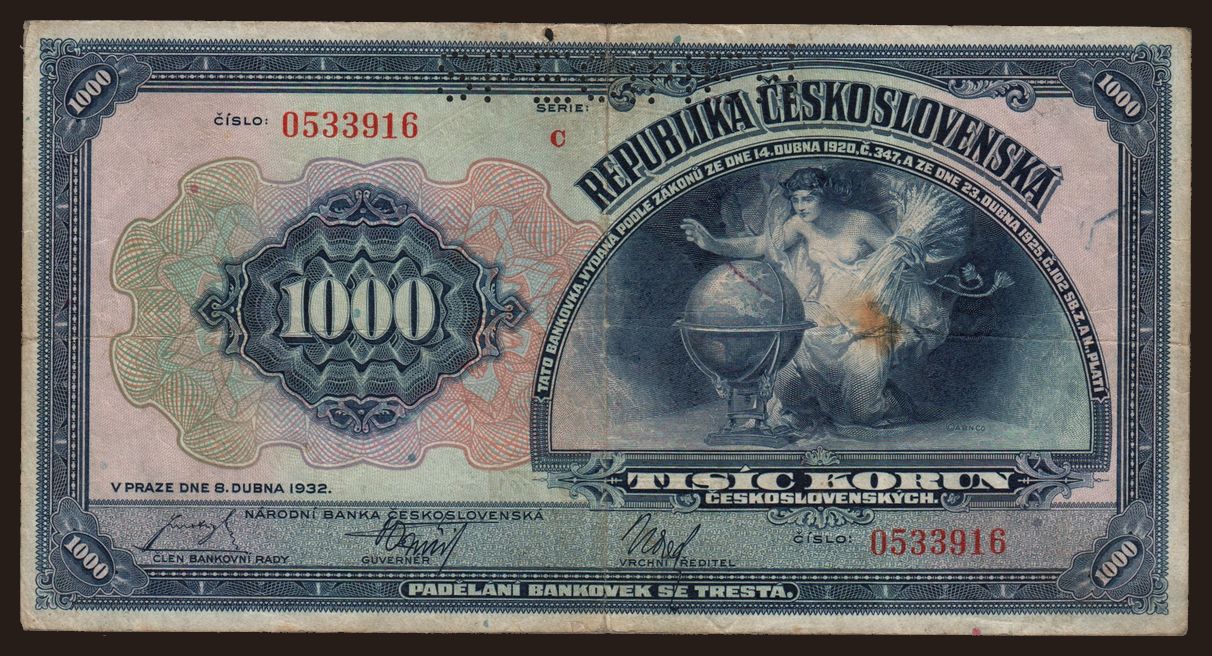 1000
1000
ČÍSLO: 0533916
SERIE:
C
REPUBLIKA ČESKOSLOVENSKÁ
TATO BANKOVKA, VYDANÁ PODLE ZÁKONŮ ZE DNE 14. DUBNA 1920, Č. 347, A ZE DNE 23. DUBNA 1925, Č. 102 SB. Z. A N. PLATÍ
1000
©ABNCO
TISÍC KORUN
ČESKOSLOVENSKÝCH.
V PRAZE DNE 8. DUBNA 1932.
NÁRODNÍ BANKA ČESKOSLOVENSKÁ
ČLEN BANKOVNÍ RADY
GUVERNÉR
VRCHNÍ ŘEDITEL
ČÍSLO: 0533916
1000
1000
PADĚLÁNÍ BANKOVEK SE TRESTÁ.